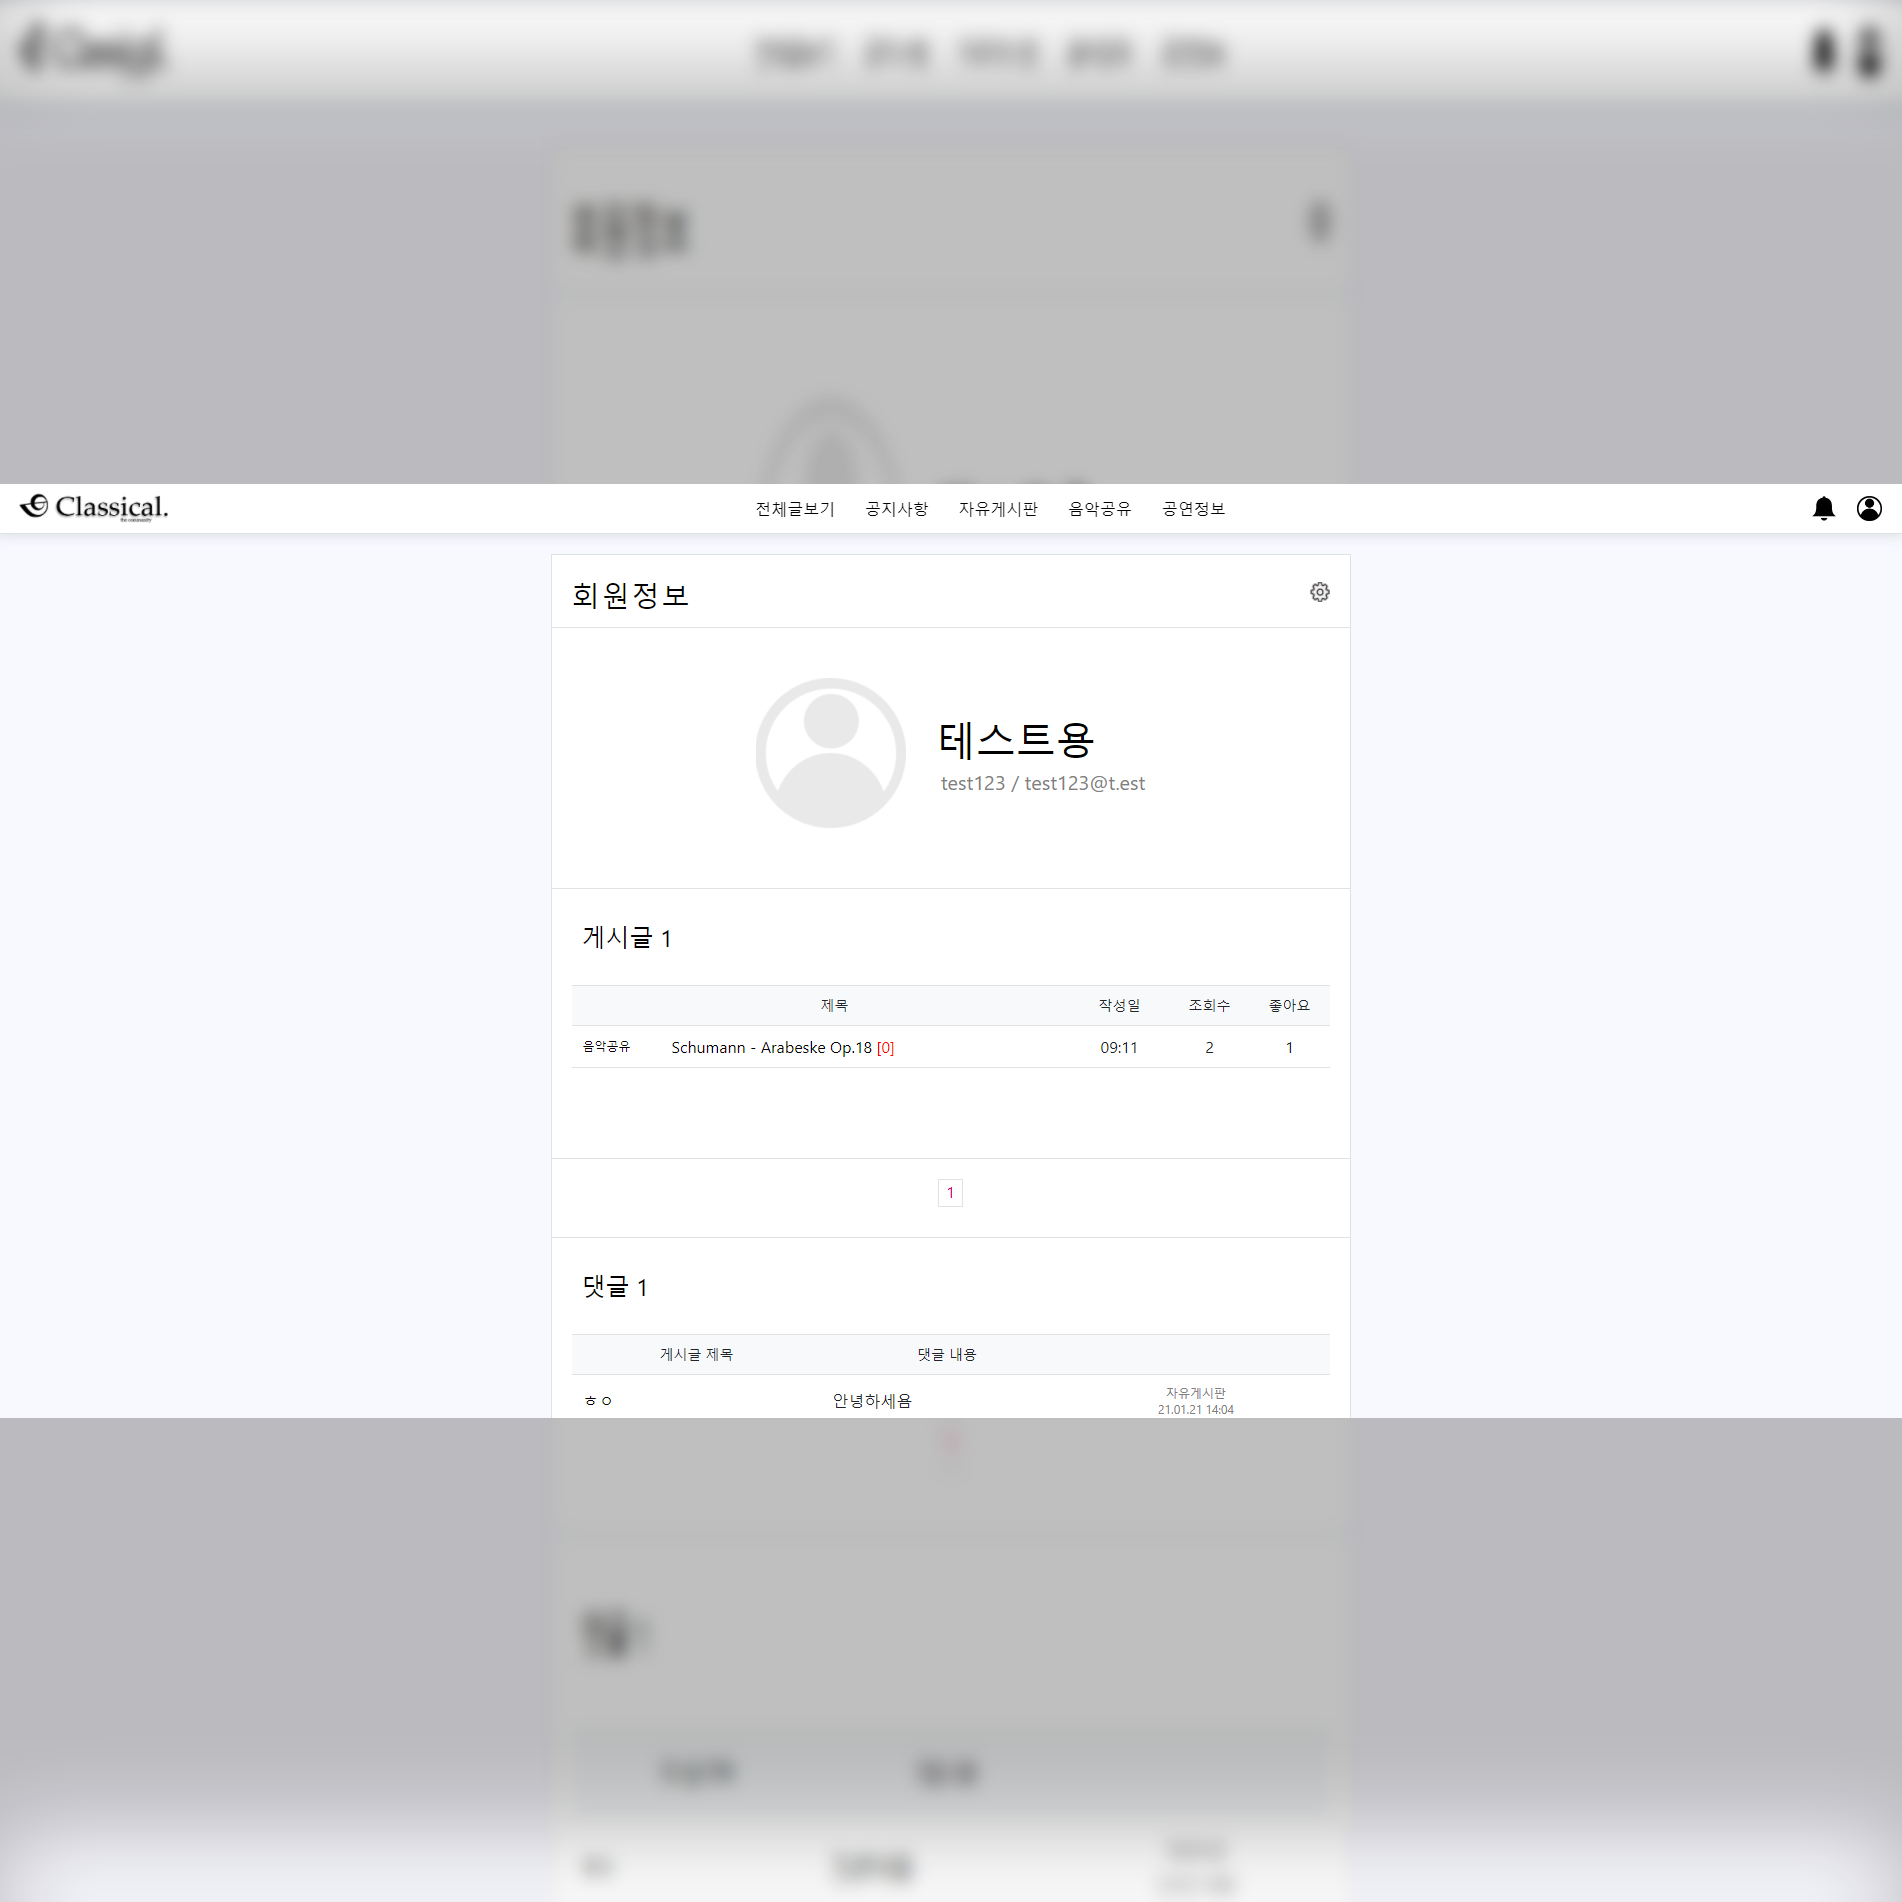 Classical.
the community
전체글보기 공지사항 자유게시판 음악공유 공연정보
회원정보
테스트용
test123 / test123@t.est
게시글 1
제목 작성일 조회수 좋아요
음악공유 Schumann - Arabeske Op.18 [0] 09:11 2 1
1
댓글 1
게시글 제목 댓글 내용
ㅎㅇ 안녕하세욤 자유게시판
21.01.21 14:04